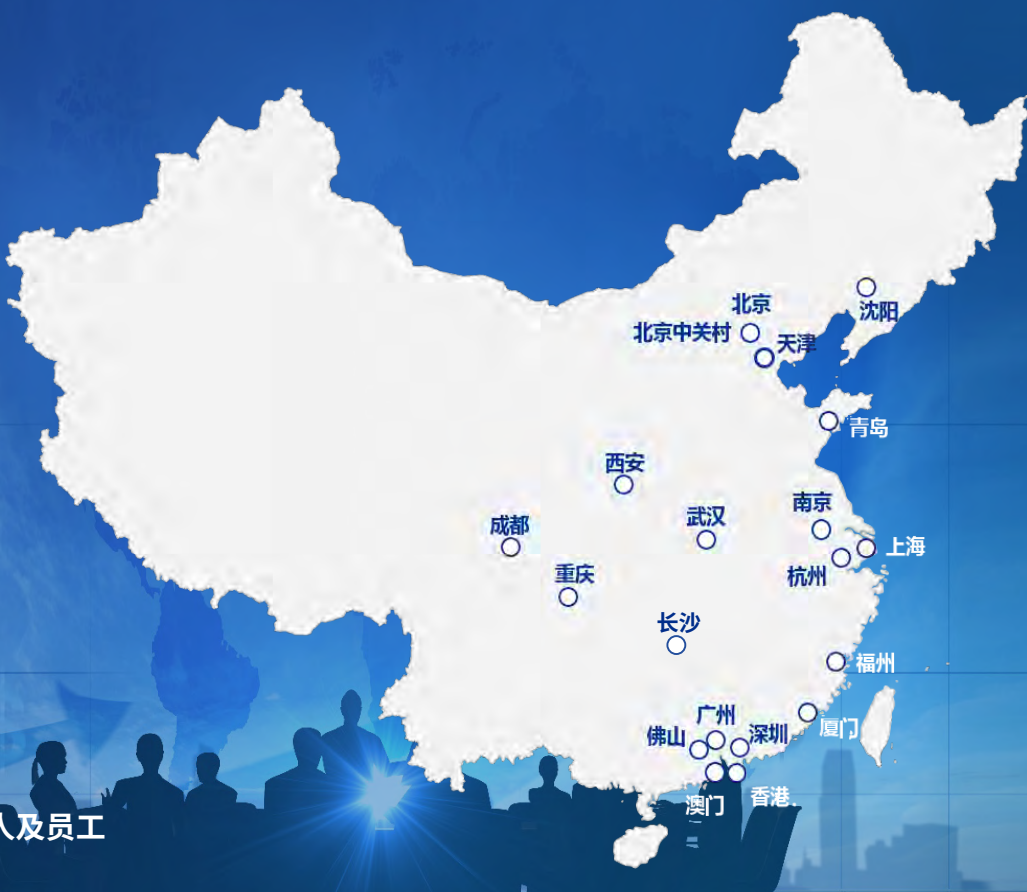 北京
沈阳
北京中关村
天津
青岛
西安
南京
武汉
成都
上海
重庆
杭州
长沙
福州
广州
厦门
佛山
深圳
澳门
香港
人及员工